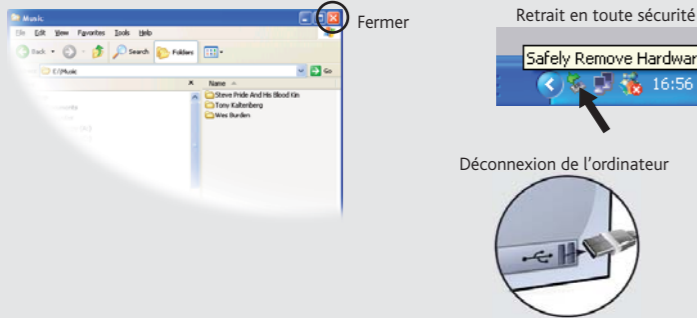 Music
File Edit View Favorites Tools Help
Back Search Folders
E:\Music Go
Name
Steve Pride And His Blood Kin
Tony Kaltenberg
Wes Burden
Fermer
Retrait en toute sécurité
Safely Remove Hardwar
16:56
Déconnexion de l'ordinateur